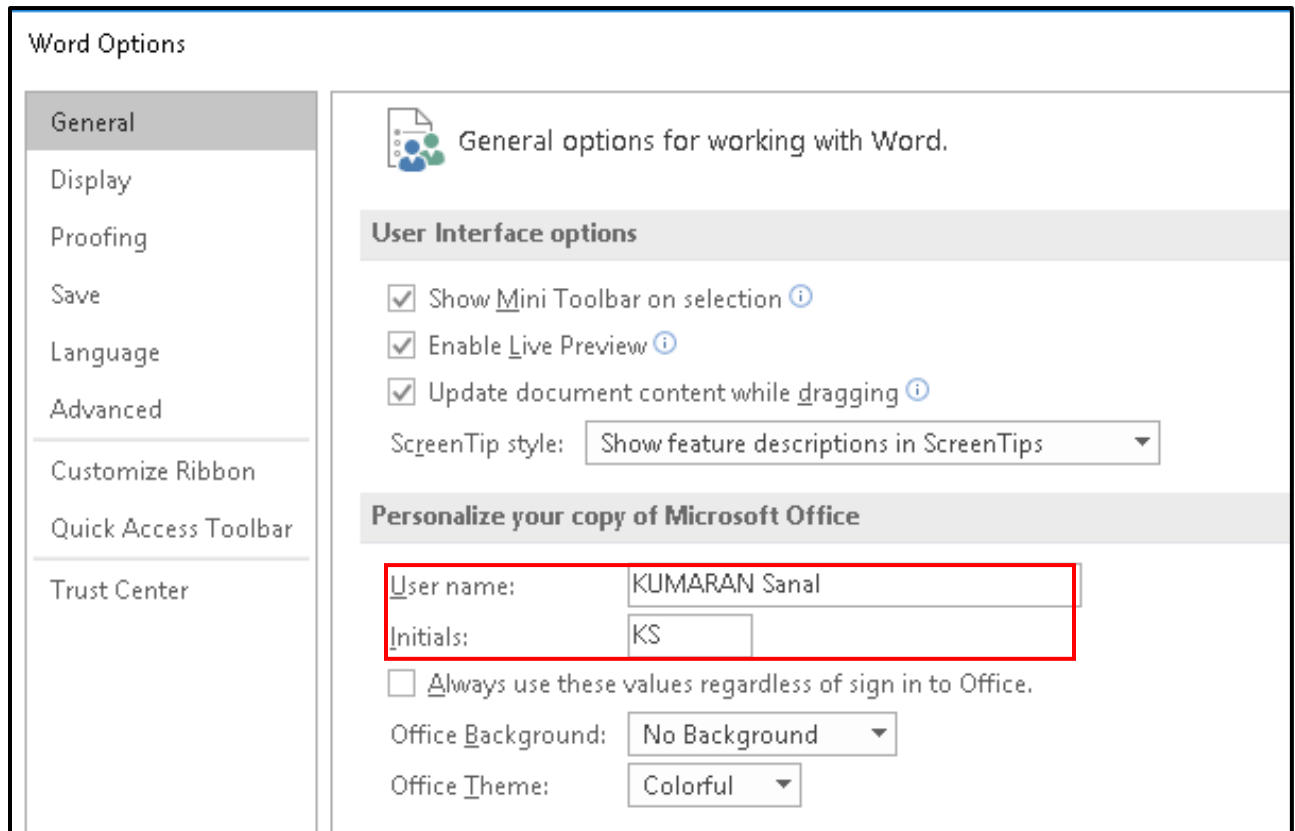 Word Options
General
Display
Proofing
Save
Language
Advanced
Customize Ribbon
Quick Access Toolbar
Trust Center
General options for working with Word.
User Interface options
Show Mini Toolbar on selection
Enable Live Preview
Update document content while dragging
ScreenTip style: Show feature descriptions in ScreenTips
Personalize your copy of Microsoft Office
User name: KUMARAN Sanal
Initials: KS
Always use these values regardless of sign in to Office.
Office Background: No Background
Office Theme: Colorful